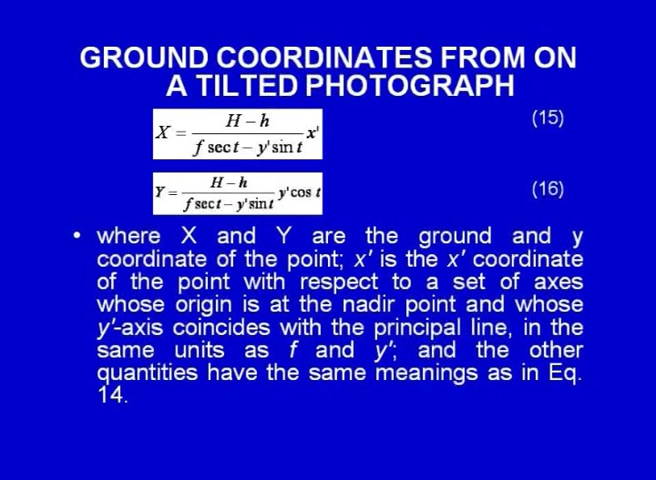 GROUND COORDINATES FROM ON
A TILTED PHOTOGRAPH
X = \frac{H - h}{f sec t - y' sin t} x' (15)
Y = \frac{H - h}{f sec t - y' sin t} y' cos t (16)
• where X and Y are the ground and y
coordinate of the point; x′ is the x′ coordinate
of the point with respect to a set of axes
whose origin is at the nadir point and whose
y′-axis coincides with the principal line, in the
same units as f and y′; and the other
quantities have the same meanings as in Eq.
14.